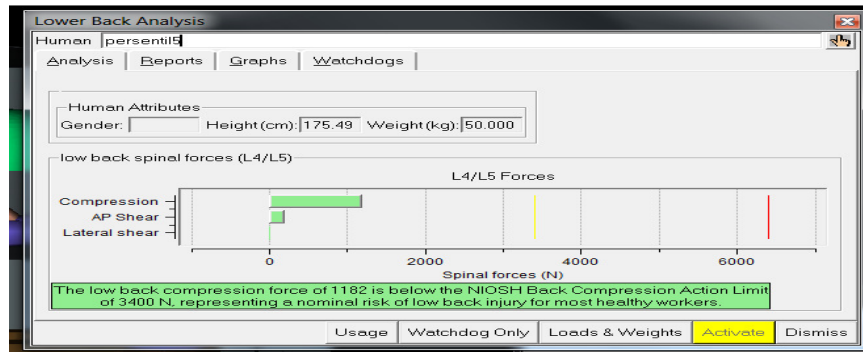 Lower Back Analysis
Human persentil5
Analysis Reports Graphs Watchdogs
Human Attributes
Gender: Height(cm): 175.49 Weight(kg): 50.000
low back spinal forces (L4/L5)
L4/L5 Forces
Compression
AP Shear
Lateral shear
0 2000 4000 6000
Spinal forces (N)
The low back compression force of 1182 is below the NIOSH Back Compression Action Limit
of 3400 N, representing a nominal risk of low back injury for most healthy workers.
Usage Watchdog Only Loads & Weights Activate Dismiss